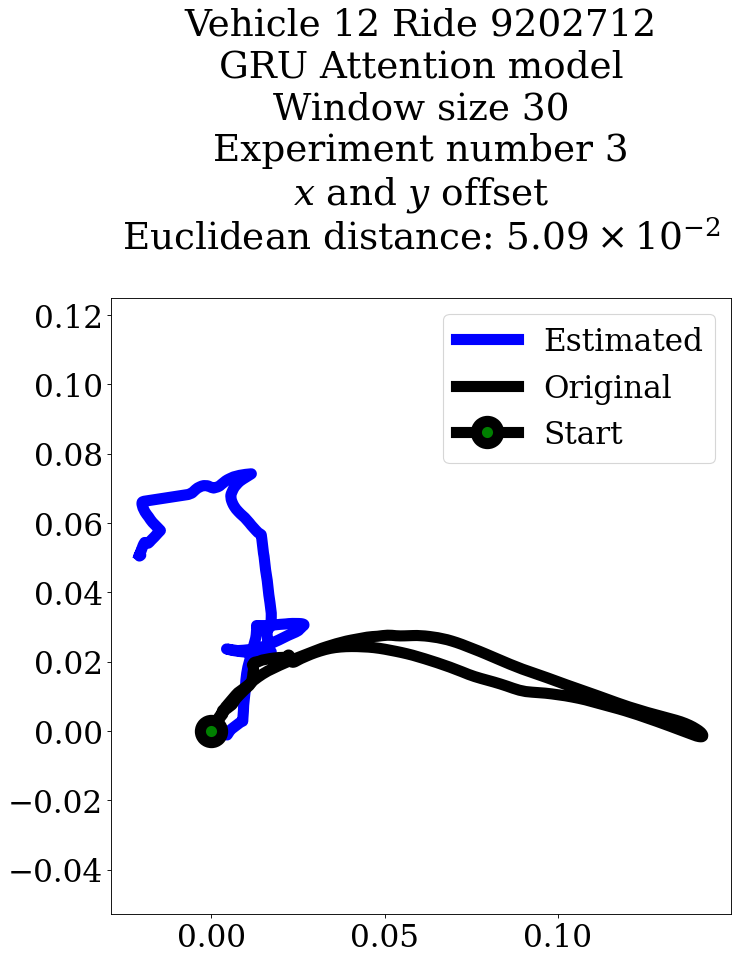 Vehicle 12 Ride 9202712
GRU Attention model
Window size 30
Experiment number 3
x and y offset
Euclidean distance: 5.09 × 10⁻²
Estimated
Original
Start
0.12
0.10
0.08
0.06
0.04
0.02
0.00
−0.02
−0.04
0.00 0.05 0.10